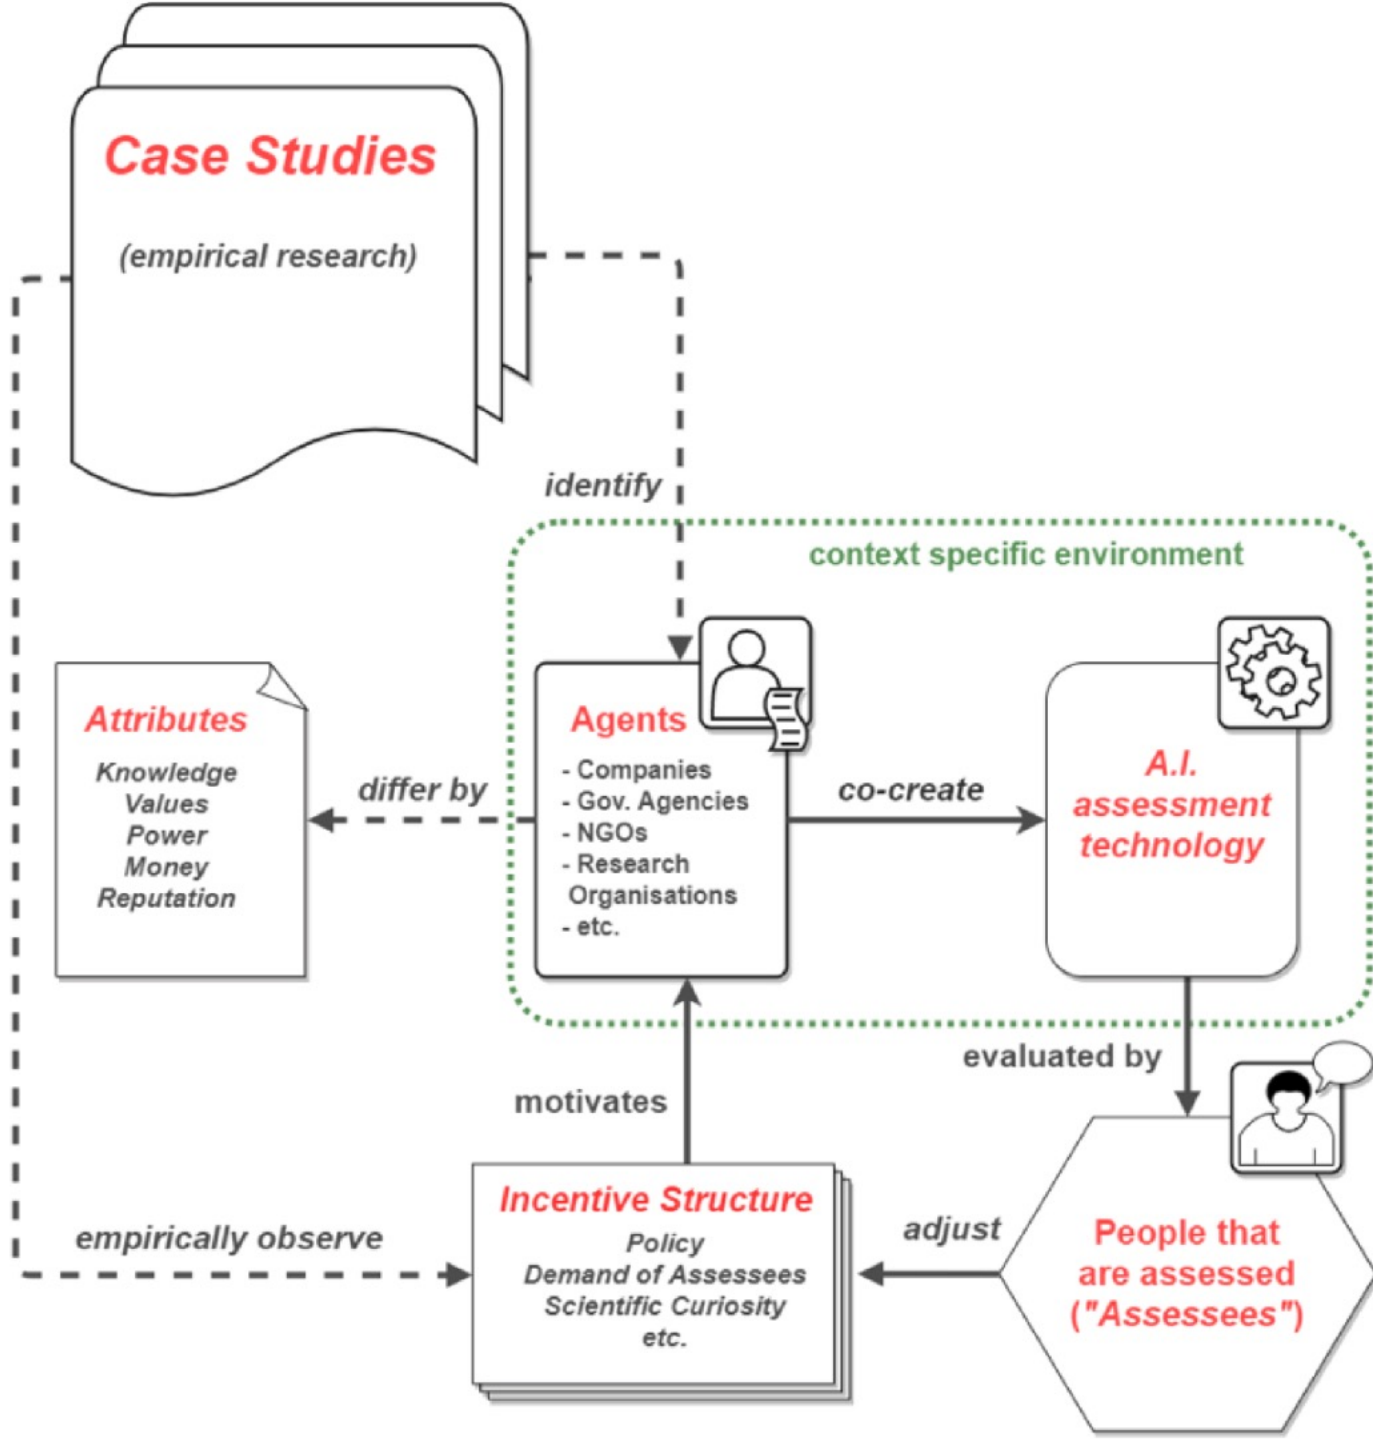 Case Studies
(empirical research)
identify
context specific environment
Attributes
Knowledge
Values
Power
Money
Reputation
differ by
Agents
- Companies
- Gov. Agencies
- NGOs
- Research
Organisations
- etc.
co-create
A.I.
assessment
technology
motivates
evaluated by
empirically observe
Incentive Structure
Policy
Demand of Assessees
Scientific Curiosity
etc.
adjust
People that
are assessed
("Assessees")